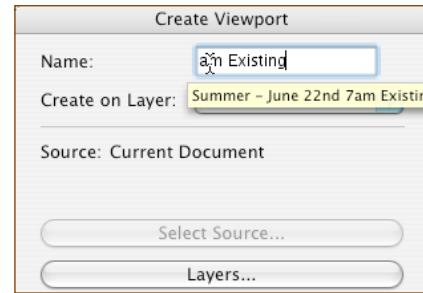 Create Viewport
Name: am Existing
Create on Layer: Summer – June 22nd 7am Existin
Source: Current Document
Select Source...
Layers...